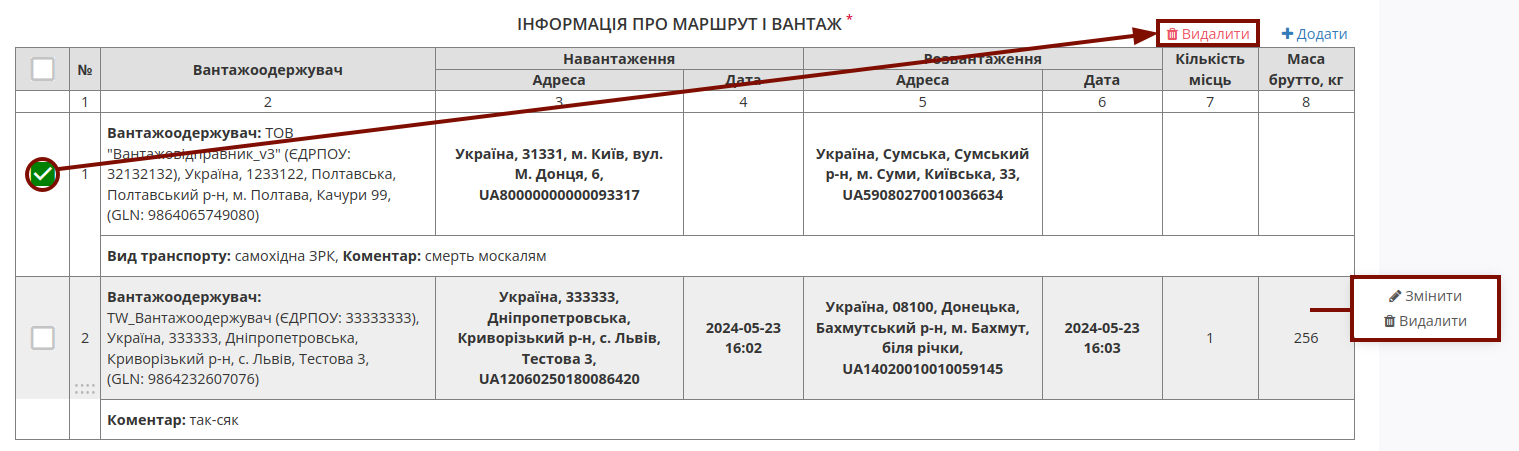 ІНФОРМАЦІЯ ПРО МАРШРУТ І ВАНТАЖ *
Видалити
Додати
№
Вантажоодержувач
Навантаження
Розвантаження
Кількість
місць
Маса
брутто, кг
Адреса
Дата
Адреса
Дата
1
2
3
4
5
6
7
8
1
Вантажоодержувач: ТОВ
"Вантажовідправник_v3" (ЄДРПОУ:
32132132), Україна, 1233122, Полтавська,
Полтавський р-н, м. Полтава, Качури 99,
(GLN: 9864065749080)
Україна, 31331, м. Київ, вул.
М. Донця, 6,
UA80000000000093317
Україна, Сумська, Сумський
р-н, м. Суми, Київська, 33,
UA59080270010036634
Вид транспорту: самохідна ЗРК, Коментар: смерть москалям
2
Вантажоодержувач:
TW_Вантажоодержувач (ЄДРПОУ: 33333333),
Україна, 333333, Дніпропетровська,
Криворізький р-н, с. Львів, Тестова 3,
(GLN: 9864232607076)
Україна, 333333,
Дніпропетровська,
Криворізький р-н, с. Львів,
Тестова 3,
UA12060250180086420
2024-05-23
16:02
Україна, 08100, Донецька,
Бахмутський р-н, м. Бахмут,
біля річки,
UA14020010010059145
2024-05-23
16:03
1
256
Змінити
Видалити
Коментар: так-сяк